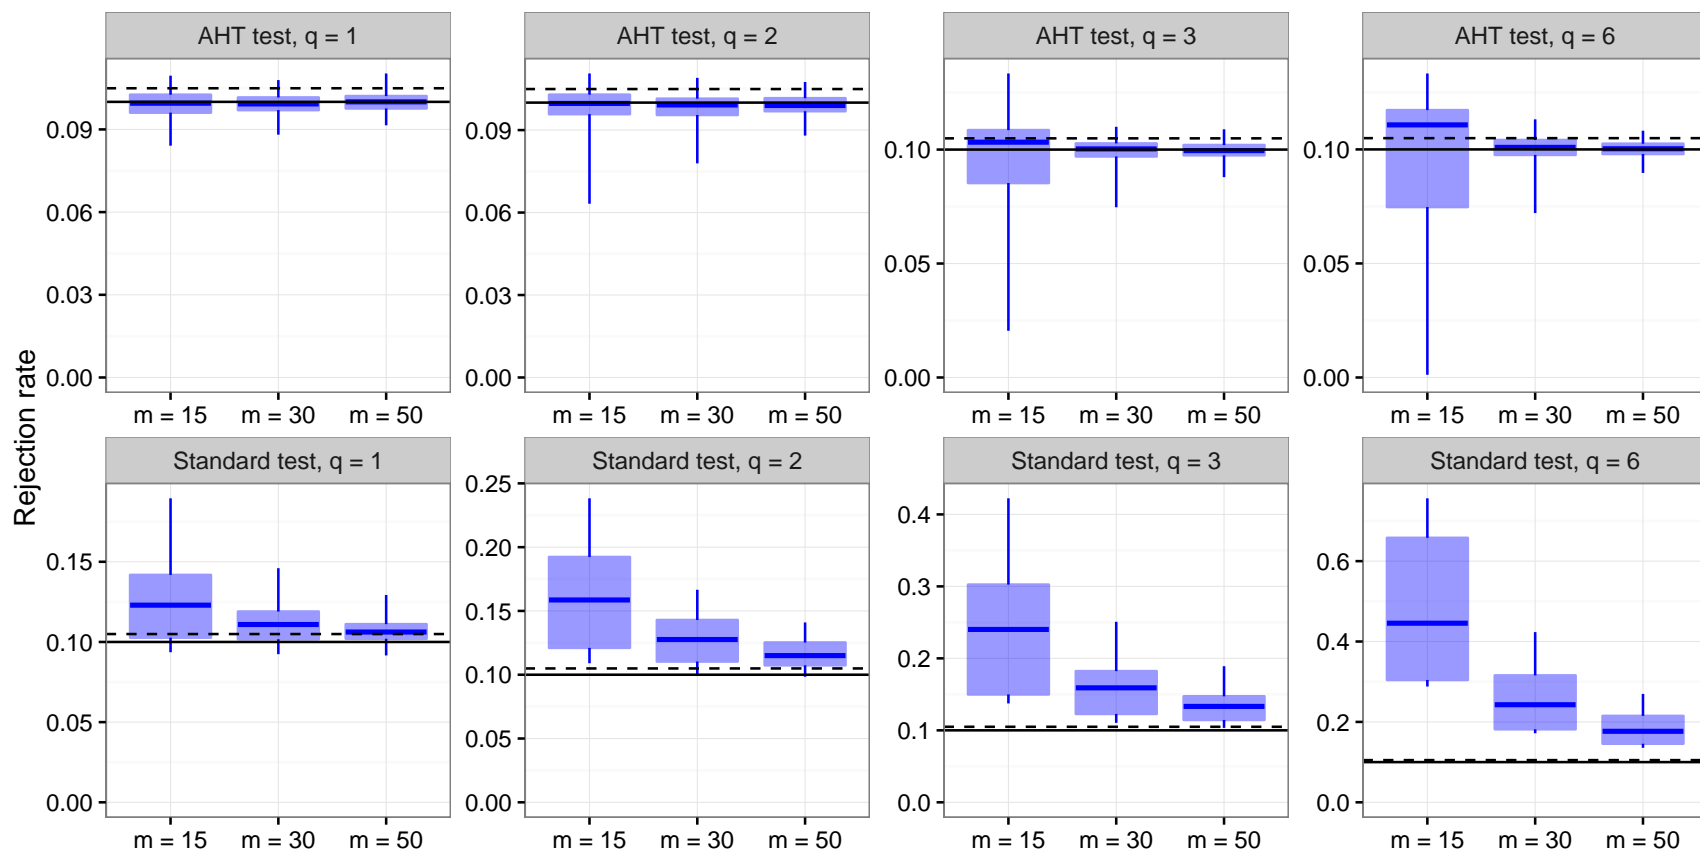 AHT test, q = 1
AHT test, q = 2
AHT test, q = 3
AHT test, q = 6
0.09
0.06
0.03
0.00
0.09
0.06
0.03
0.00
0.10
0.05
0.00
0.10
0.05
0.00
m = 15 m = 30 m = 50
m = 15 m = 30 m = 50
m = 15 m = 30 m = 50
m = 15 m = 30 m = 50
Rejection rate
Standard test, q = 1
Standard test, q = 2
Standard test, q = 3
Standard test, q = 6
0.15
0.10
0.05
0.00
0.25
0.20
0.15
0.10
0.05
0.00
0.4
0.3
0.2
0.1
0.0
0.6
0.4
0.2
0.0
m = 15 m = 30 m = 50
m = 15 m = 30 m = 50
m = 15 m = 30 m = 50
m = 15 m = 30 m = 50